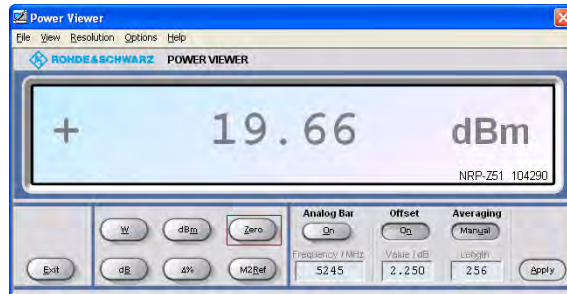 Power Viewer
File View Resolution Options Help
ROHDE&SCHWARZ POWER VIEWER
+ 19.66 dBm
NRP-Z51 104290
Analog Bar Offset Averaging
W dBm Zero On On Manual
Frequency / MHz Value / dB Length
Exit dB Δ% M2Ref 5245 2.250 256 Apply